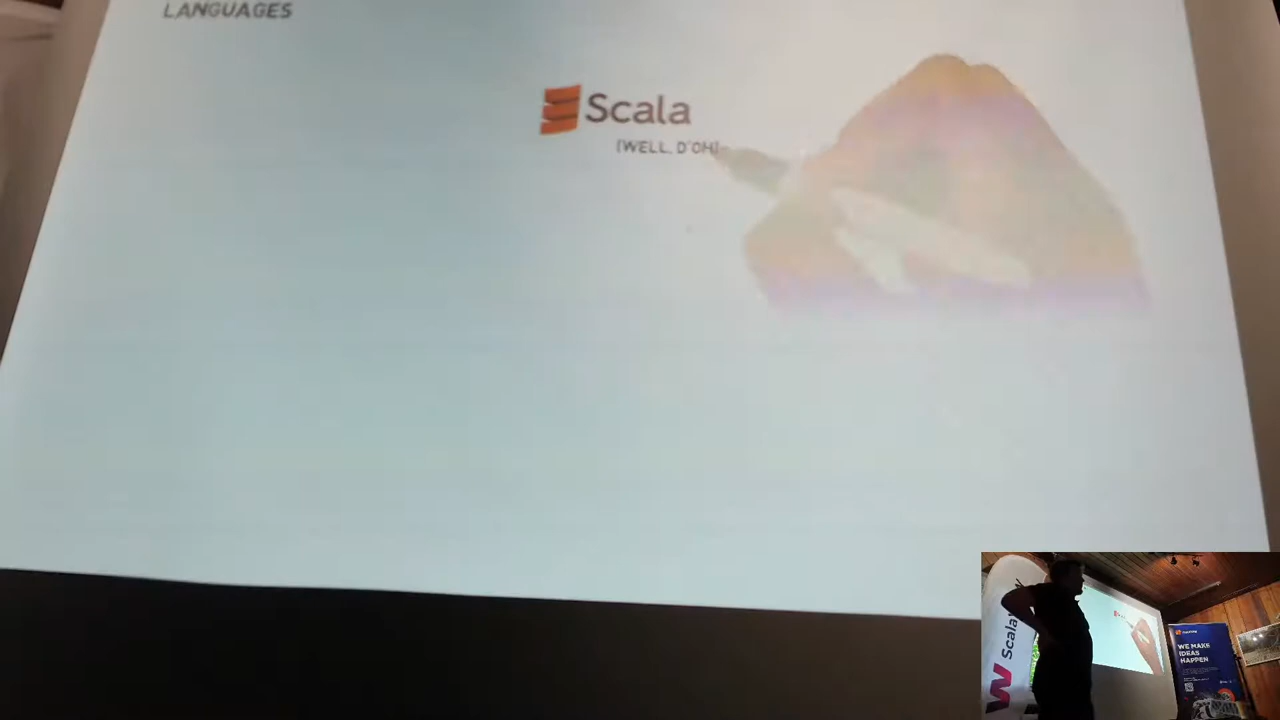 LANGUAGES
Scala
(WELL, D'OH)
Scala
W
WE MAKE
IDEAS
HAPPEN